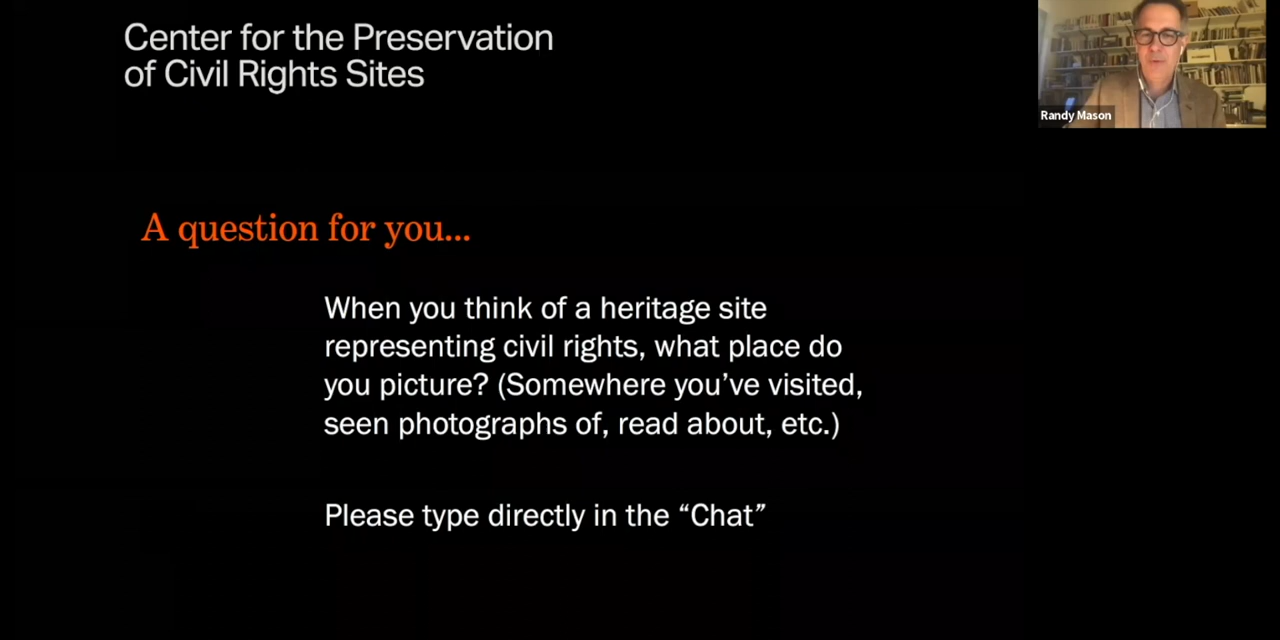 Center for the Preservation
of Civil Rights Sites
Randy Mason
A question for you...
When you think of a heritage site
representing civil rights, what place do
you picture? (Somewhere you’ve visited,
seen photographs of, read about, etc.)
Please type directly in the “Chat”